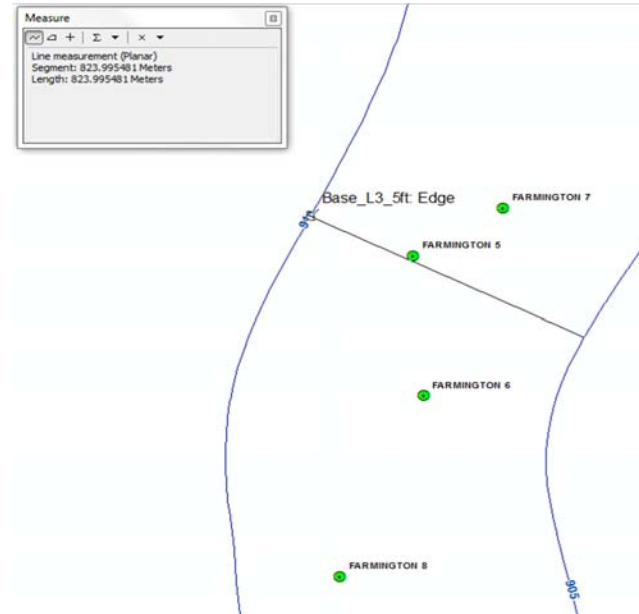 Measure
Line measurement (Planar)
Segment: 823.995481 Meters
Length: 823.995481 Meters
Base_L3_5ft: Edge
FARMINGTON 7
FARMINGTON 5
FARMINGTON 6
FARMINGTON 8
905